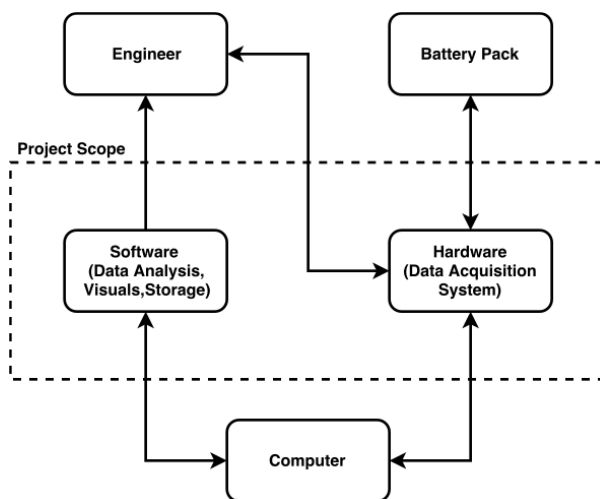 Engineer
Battery Pack
Project Scope
Software
(Data Analysis,
Visuals,Storage)
Hardware
(Data Acquisition
System)
Computer